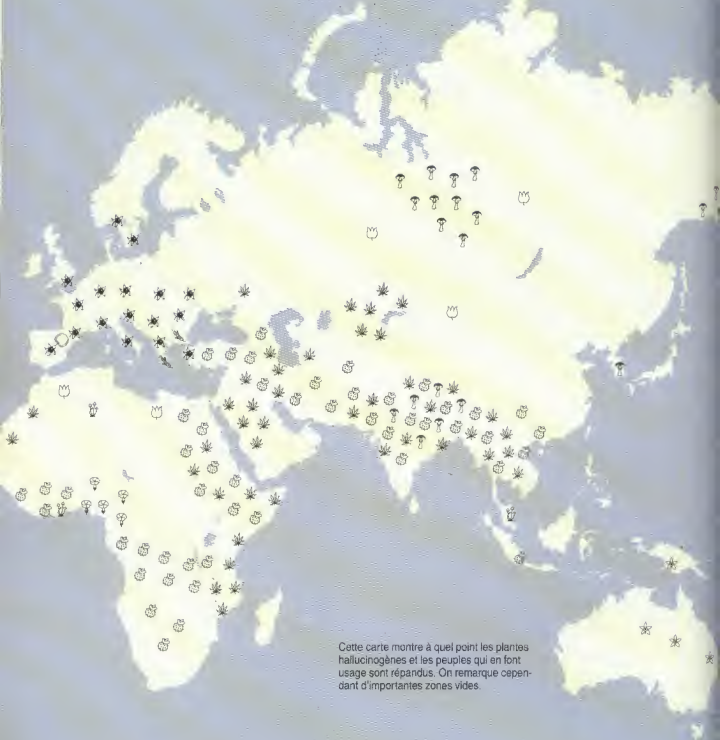 Cette carte montre à quel point les plantes
hallucinogènes et les peuples qui en font
usage sont répandus. On remarque cepen-
dant d'importantes zones vides.